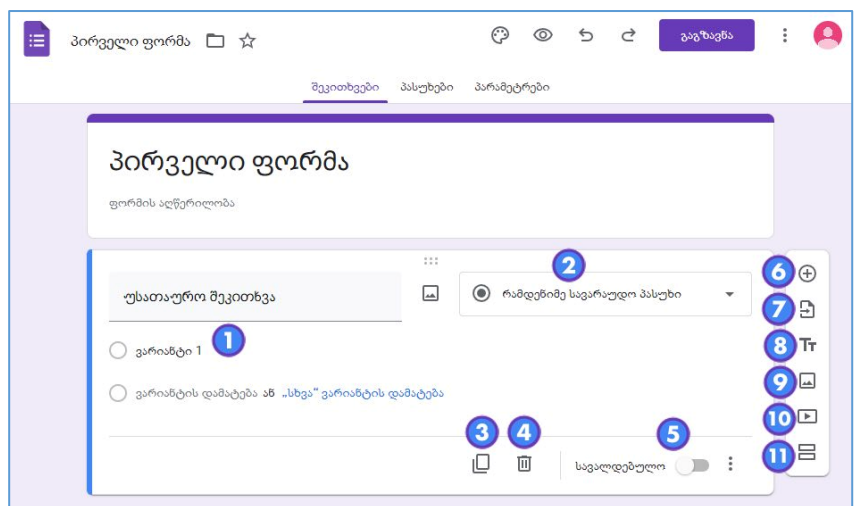 პირველი ფორმა
გაგზავნა
შეკითხვები პასუხები პარამეტრები
პირველი ფორმა
ფორმის აღწერილობა
უსათაურო შეკითხვა
2
რამდენიმე სავარაუდო პასუხი
ვარიანტი 1
1
ვარიანტის დამატება ან „სხვა“ ვარიანტის დამატება
3
4
5
სავალდებულო
6
7
8 Tт
9
10
11